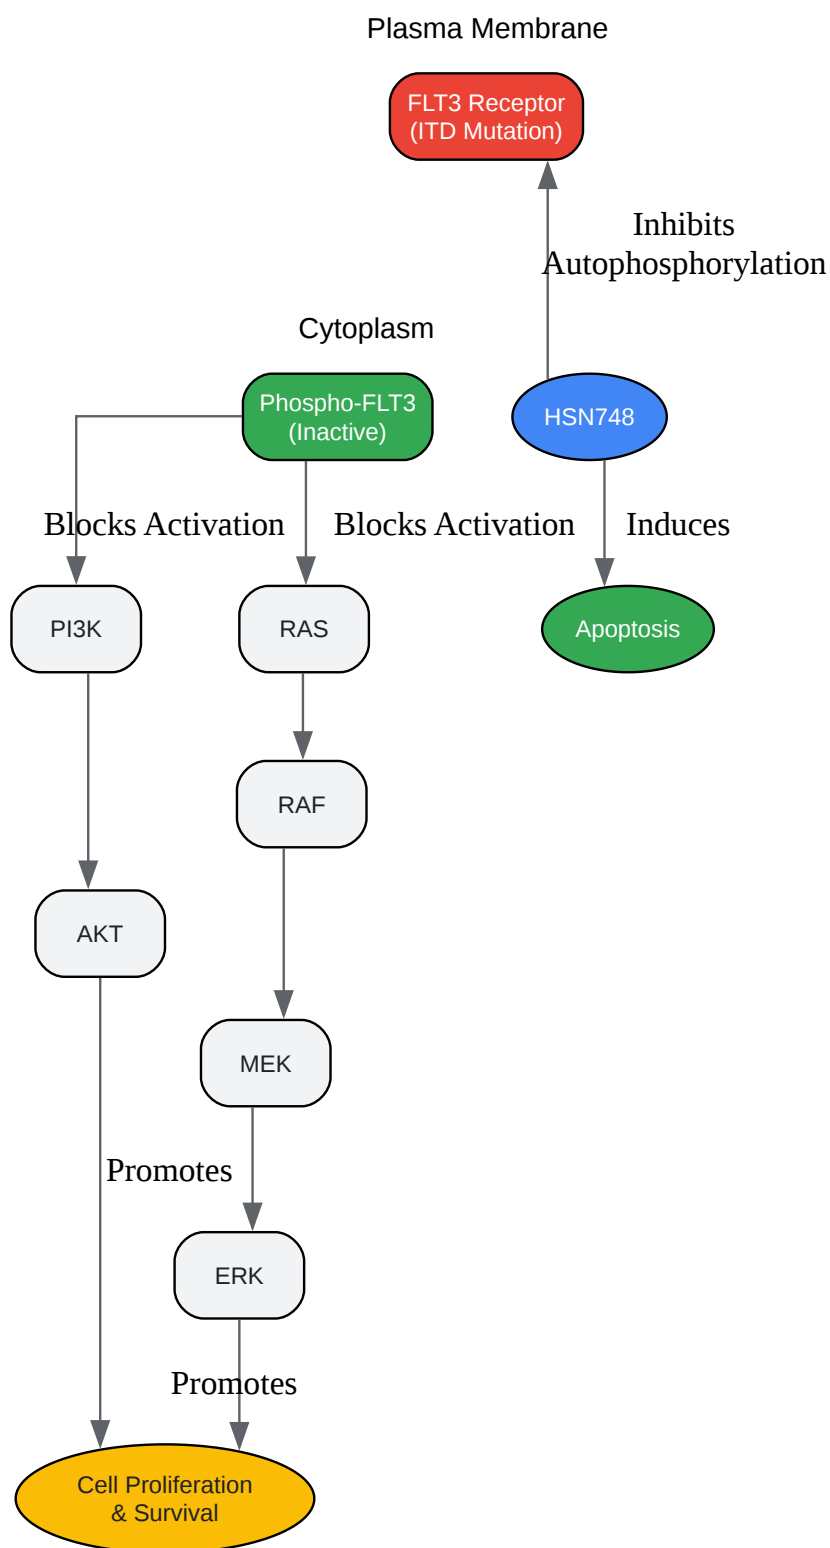 Plasma Membrane
FLT3 Receptor
(ITD Mutation)
Inhibits
Autophosphorylation
Cytoplasm
Phospho-FLT3
(Inactive)
HSN748
Blocks Activation
Blocks Activation
Induces
PI3K
RAS
Apoptosis
RAF
AKT
MEK
Promotes
ERK
Promotes
Cell Proliferation
& Survival